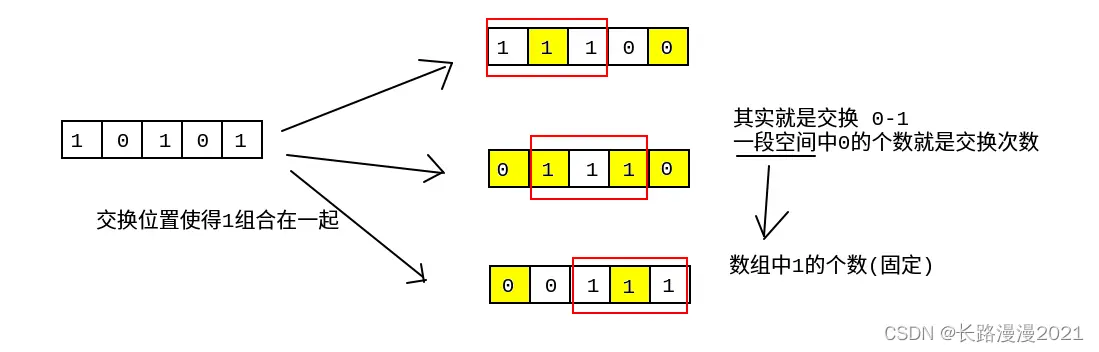 1 1 1 0 0
1 0 1 0 1
其实就是交换 0-1
一段空间中0的个数就是交换次数
0 1 1 1 0
交换位置使得1组合在一起
数组中1的个数(固定)
0 0 1 1 1
CSDN @长路漫漫2021